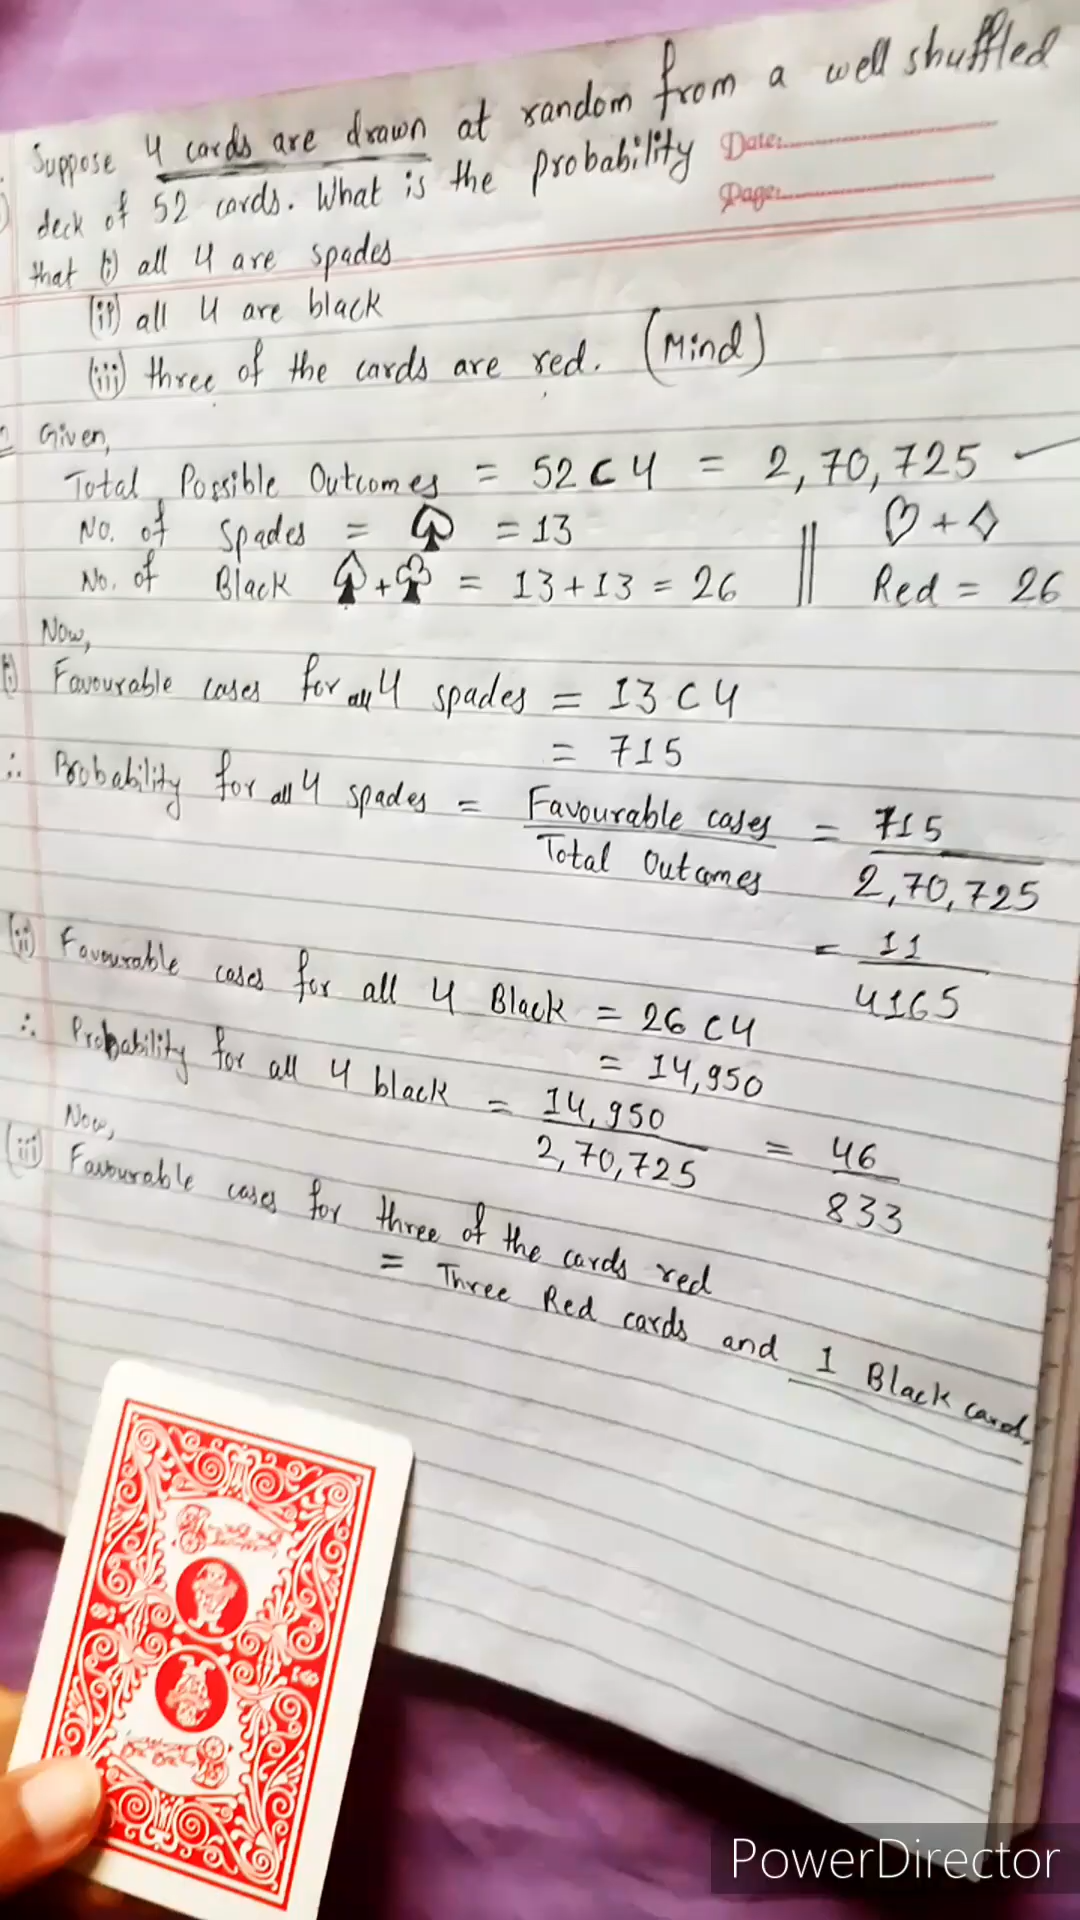 Suppose 4 cards are drawn at random from a well shuffled
Date:
deck of 52 cards. What is the probability
Page:
that (i) all 4 are spades
(ii) all 4 are black
(iii) three of the cards are red. (Mind)
Given,
Total Possible Outcomes = 52C4 = 2,70,725
No. of Spades = ♠ = 13
♡ + ♢
No. of Black ♠ + ♣ = 13+13 = 26 || Red = 26
Now,
(i) Favourable cases for all 4 spades = 13C4
= 715
∴ Probability for all 4 spades = Favourable cases / Total Outcomes = 715 / 2,70,725
= 11 / 4165
(ii) Favourable cases for all 4 Black = 26C4
= 14,950
∴ Probability for all 4 black = 14,950 / 2,70,725 = 46 / 833
Now,
(iii) Favourable cases for three of the cards red
= Three Red cards and 1 Black card.
PowerDirector